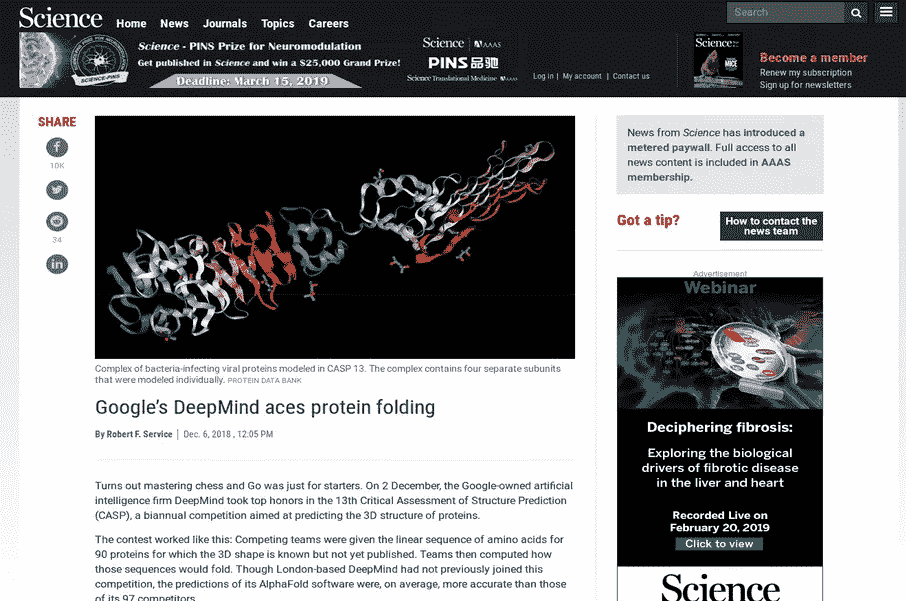 Science
Home News Journals Topics Careers
Search
Science - PINS Prize for Neuromodulation
Get published in Science and win a $25,000 Grand Prize!
Deadline: March 15, 2019
SCIENCE-PINS
Science | AAAS
PINS 品驰
Science Translational Medicine AAAS
Log in | My account | Contact us
Science
MICE
Become a member
Renew my subscription
Sign up for newsletters
SHARE
10K
34
in
News from Science has introduced a
metered paywall. Full access to all
news content is included in AAAS
membership.
Got a tip?
How to contact the
news team
Complex of bacteria-infecting viral proteins modeled in CASP 13. The complex contains four separate subunits
that were modeled individually. PROTEIN DATA BANK
Google's DeepMind aces protein folding
By Robert F. Service | Dec. 6, 2018 , 12:05 PM
Turns out mastering chess and Go was just for starters. On 2 December, the Google-owned artificial
intelligence firm DeepMind took top honors in the 13th Critical Assessment of Structure Prediction
(CASP), a biannual competition aimed at predicting the 3D structure of proteins.
The contest worked like this: Competing teams were given the linear sequence of amino acids for
90 proteins for which the 3D shape is known but not yet published. Teams then computed how
those sequences would fold. Though London-based DeepMind had not previously joined this
competition, the predictions of its AlphaFold software were, on average, more accurate than those
of its 97 competitors.
Advertisement
Webinar
Deciphering fibrosis:
Exploring the biological
drivers of fibrotic disease
in the liver and heart
Recorded Live on
February 20, 2019
Click to view
Science